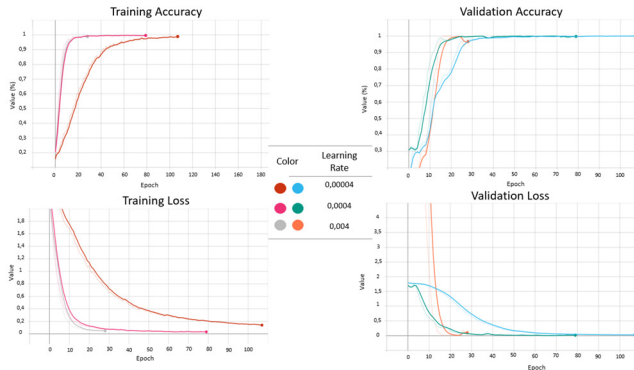 Training Accuracy
Validation Accuracy
1
0,9
0,8
0,7
0,6
0,5
0,4
0,3
0,2
Value (%)
0 20 40 60 80 100 120 140 160 180
Epoch
1
0,9
0,8
0,7
0,6
0,5
0,4
0,3
0,2
Value (%)
0 10 20 30 40 50 60 70 80 90 100
Epoch
Color
Learning
Rate
0,00004
0,0004
0,004
Training Loss
Validation Loss
1,8
1,6
1,4
1,2
1
0,8
0,6
0,4
0,2
0
Value
0 10 20 30 40 50 60 70 80 90 100
Epoch
4
3,5
3
2,5
2
1,5
1
0,5
0
Value
0 10 20 30 40 50 60 70 80 90 100
Epoch